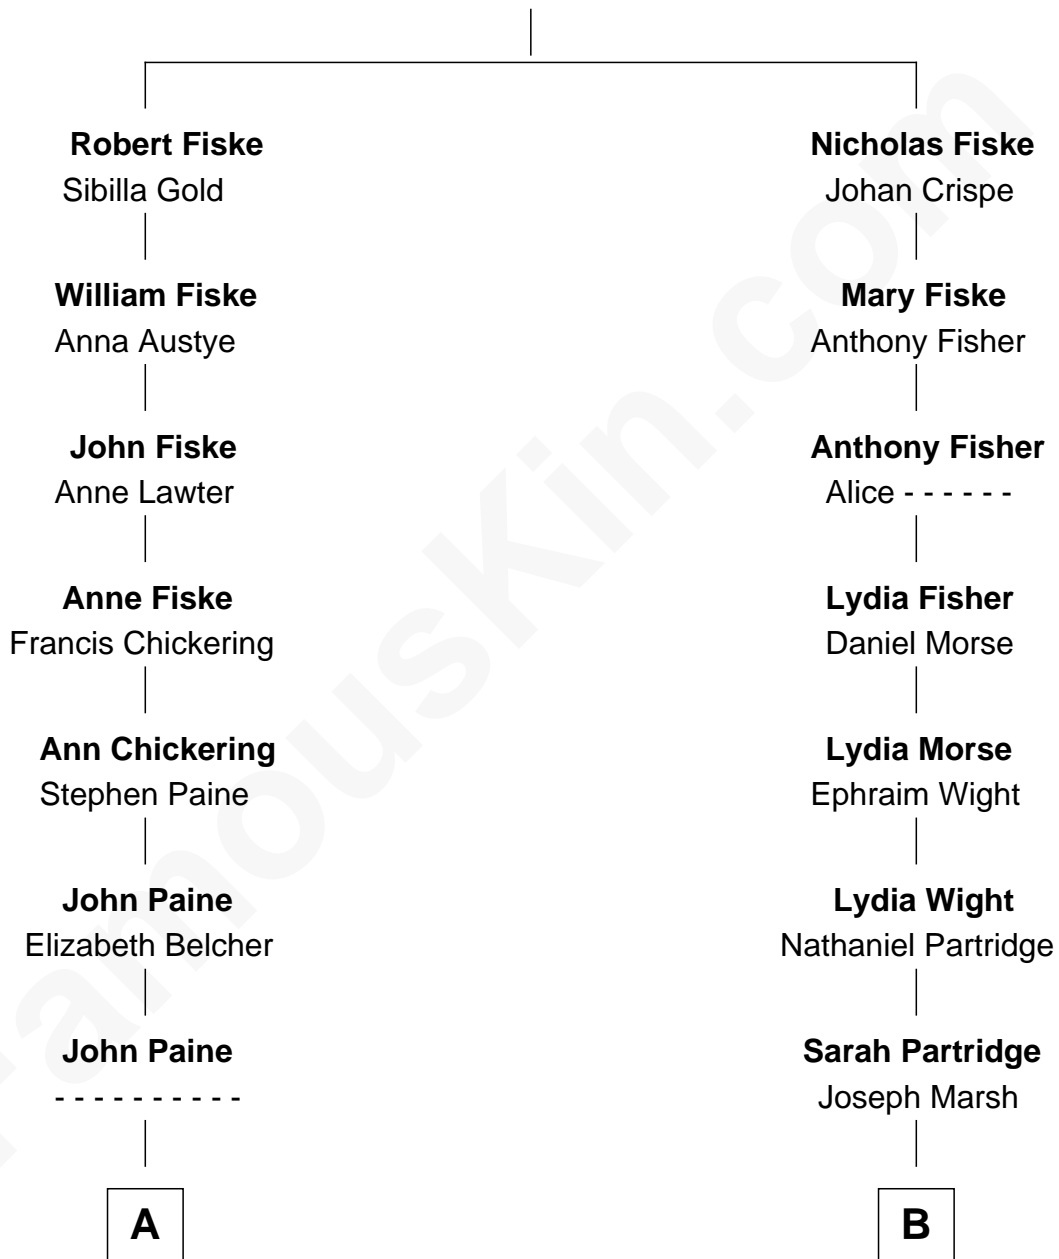 Robert Fiske
Sibilla Gold
William Fiske
Anna Austye
John Fiske
Anne Lawter
Anne Fiske
Francis Chickering
Ann Chickering
Stephen Paine
John Paine
Elizabeth Belcher
John Paine
- - - - - - - - - -
A
Nicholas Fiske
Johan Crispe
Mary Fiske
Anthony Fisher
Anthony Fisher
Alice - - - - - -
Lydia Fisher
Daniel Morse
Lydia Morse
Ephraim Wight
Lydia Wight
Nathaniel Partridge
Sarah Partridge
Joseph Marsh
B
FamousKin.com